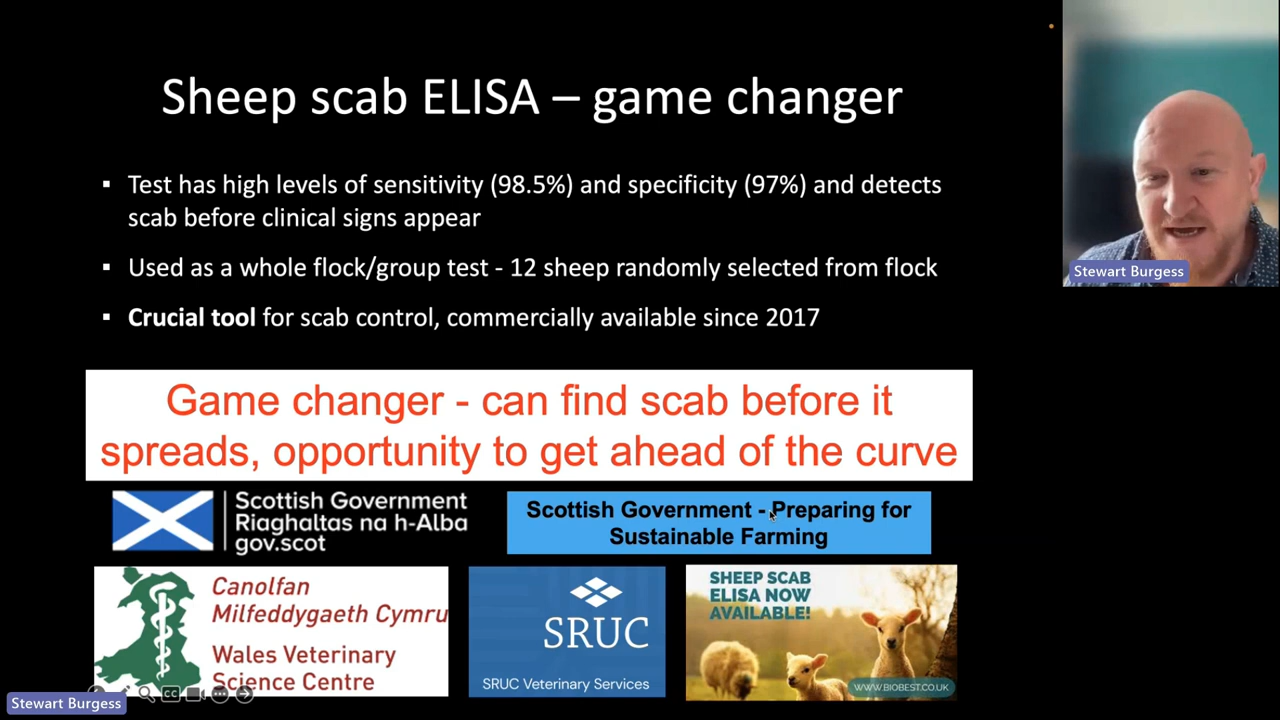 Sheep scab ELISA – game changer
▪ Test has high levels of sensitivity (98.5%) and specificity (97%) and detects
scab before clinical signs appear
▪ Used as a whole flock/group test - 12 sheep randomly selected from flock
▪ Crucial tool for scab control, commercially available since 2017
Stewart Burgess
Game changer - can find scab before it
spreads, opportunity to get ahead of the curve
Scottish Government
Riaghaltas na h-Alba
gov.scot
Scottish Government - Preparing for
Sustainable Farming
Canolfan
Milfeddygaeth Cymru
Wales Veterinary
Science Centre
SRUC
SRUC Veterinary Services
SHEEP SCAB
ELISA NOW
AVAILABLE!
WWW.BIOBEST.CO.UK
CC
Stewart Burgess